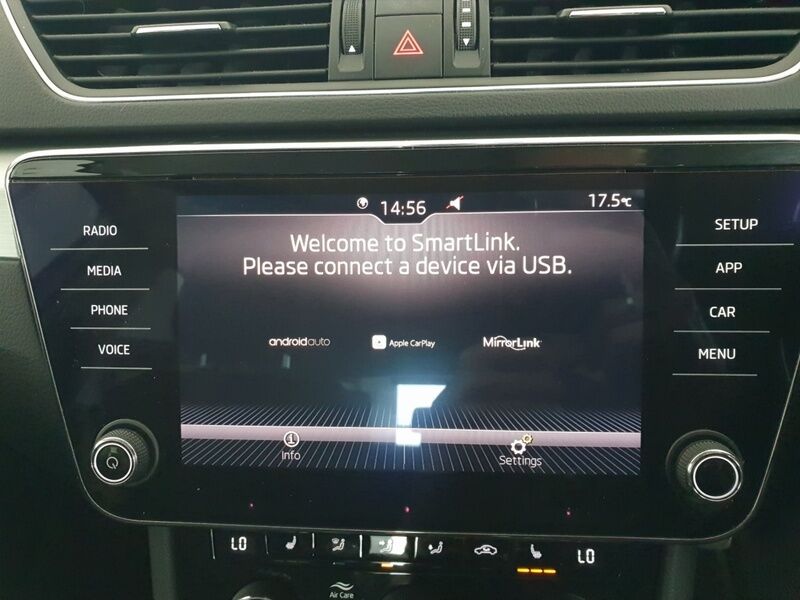 14:56
17.5°C
RADIO
MEDIA
PHONE
VOICE
Welcome to SmartLink.
Please connect a device via USB.
androidauto
Apple CarPlay
MirrorLink
Info
Settings
SETUP
APP
CAR
MENU
LO
LO
Air Care